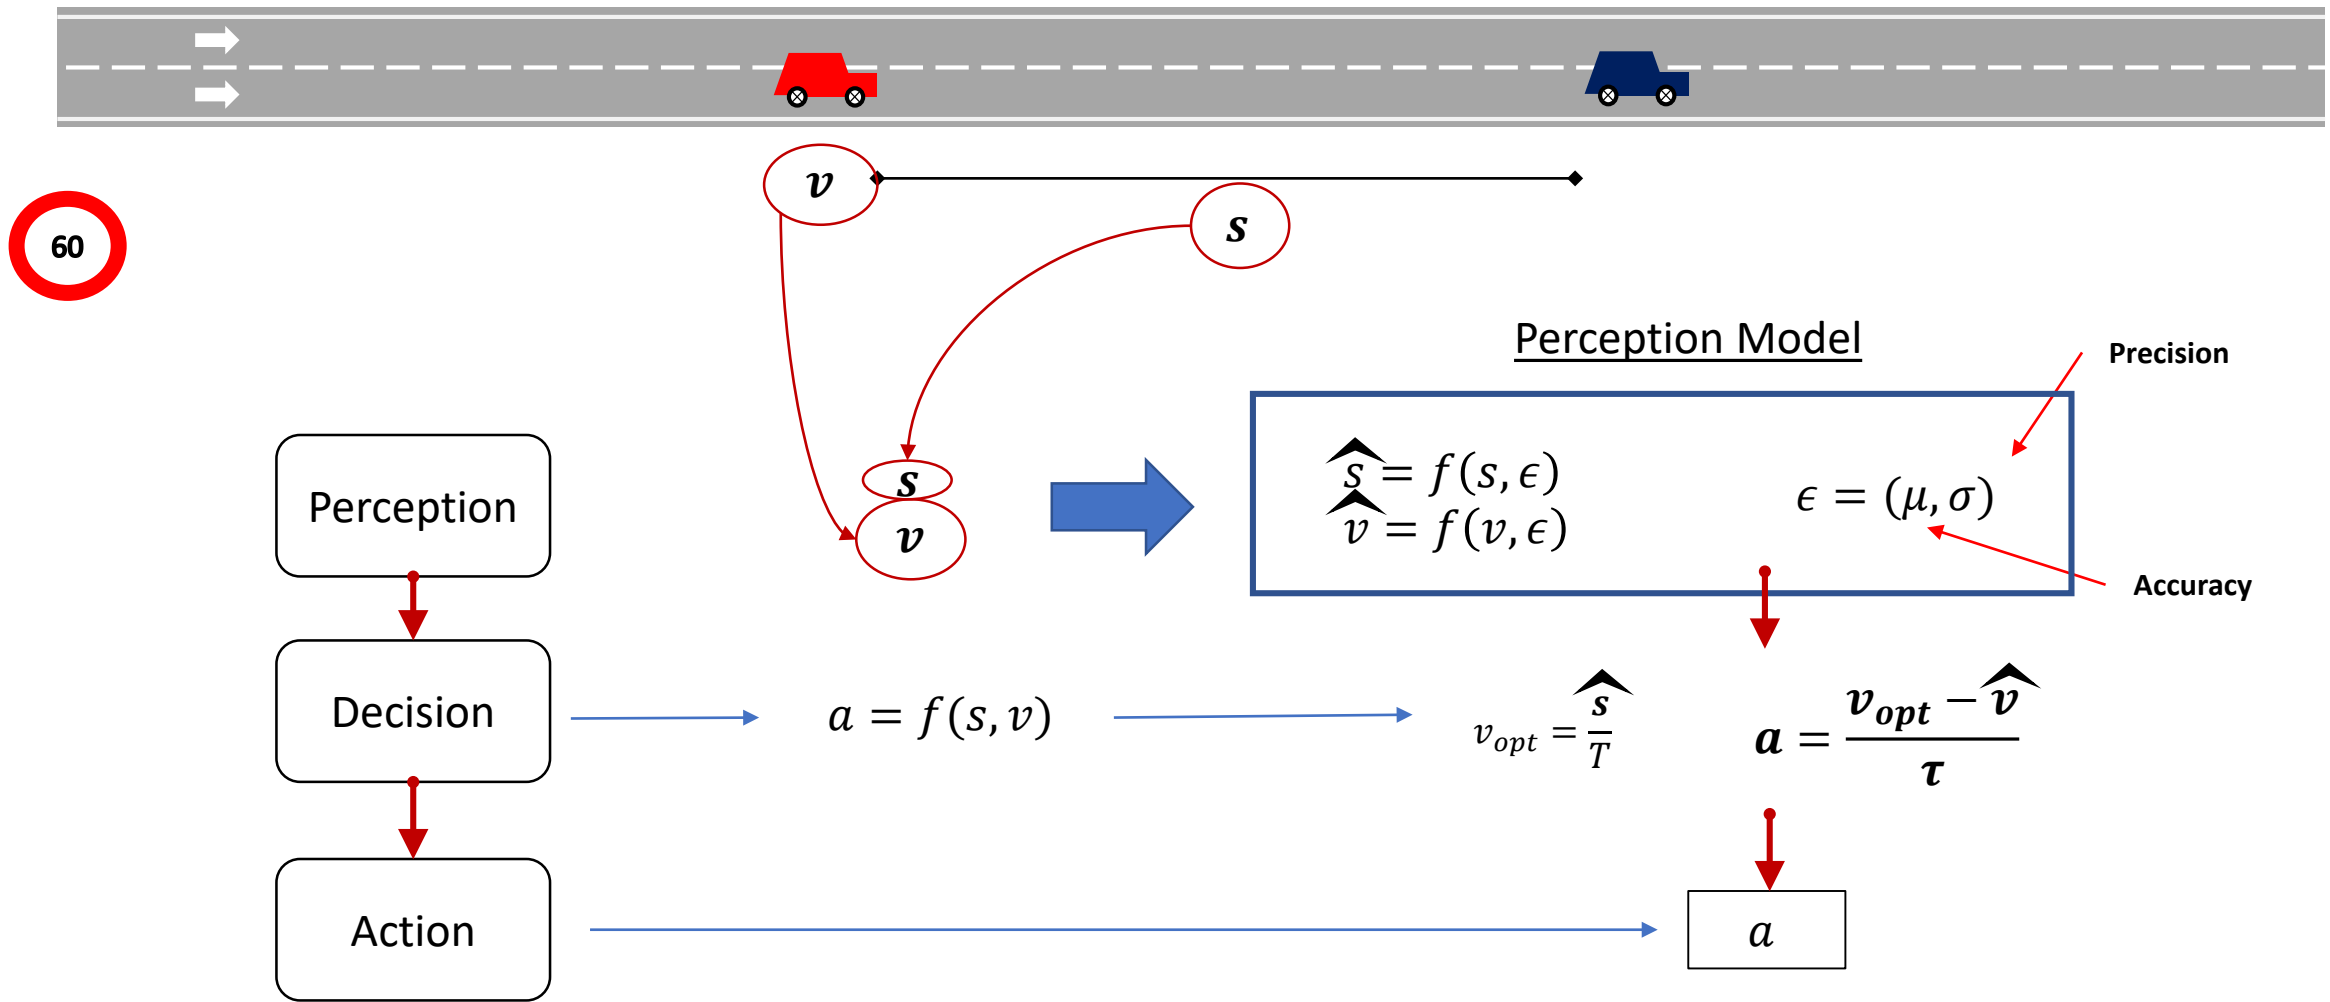 v
s
60
Perception Model
Precision
s
v
ŝ = f(s, ϵ)
v̂ = f(v, ϵ)
ϵ = (μ, σ)
Perception
Accuracy
Decision
a = f(s, v)
v_opt = ŝ/T
a = (v_opt − v̂)/τ
Action
a